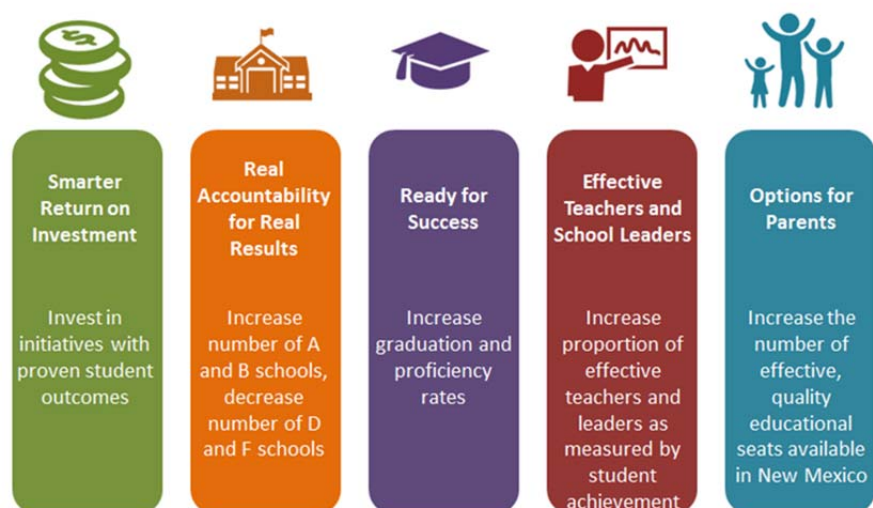 $
Smarter
Return on
Investment
Invest in
initiatives with
proven student
outcomes
Real
Accountability
for Real
Results
Increase
number of A
and B schools,
decrease
number of D
and F schools
Ready for
Success
Increase
graduation and
proficiency
rates
Effective
Teachers and
School Leaders
Increase
proportion of
effective
teachers and
leaders as
measured by
student
achievement
Options for
Parents
Increase the
number of
effective,
quality
educational
seats available
in New Mexico